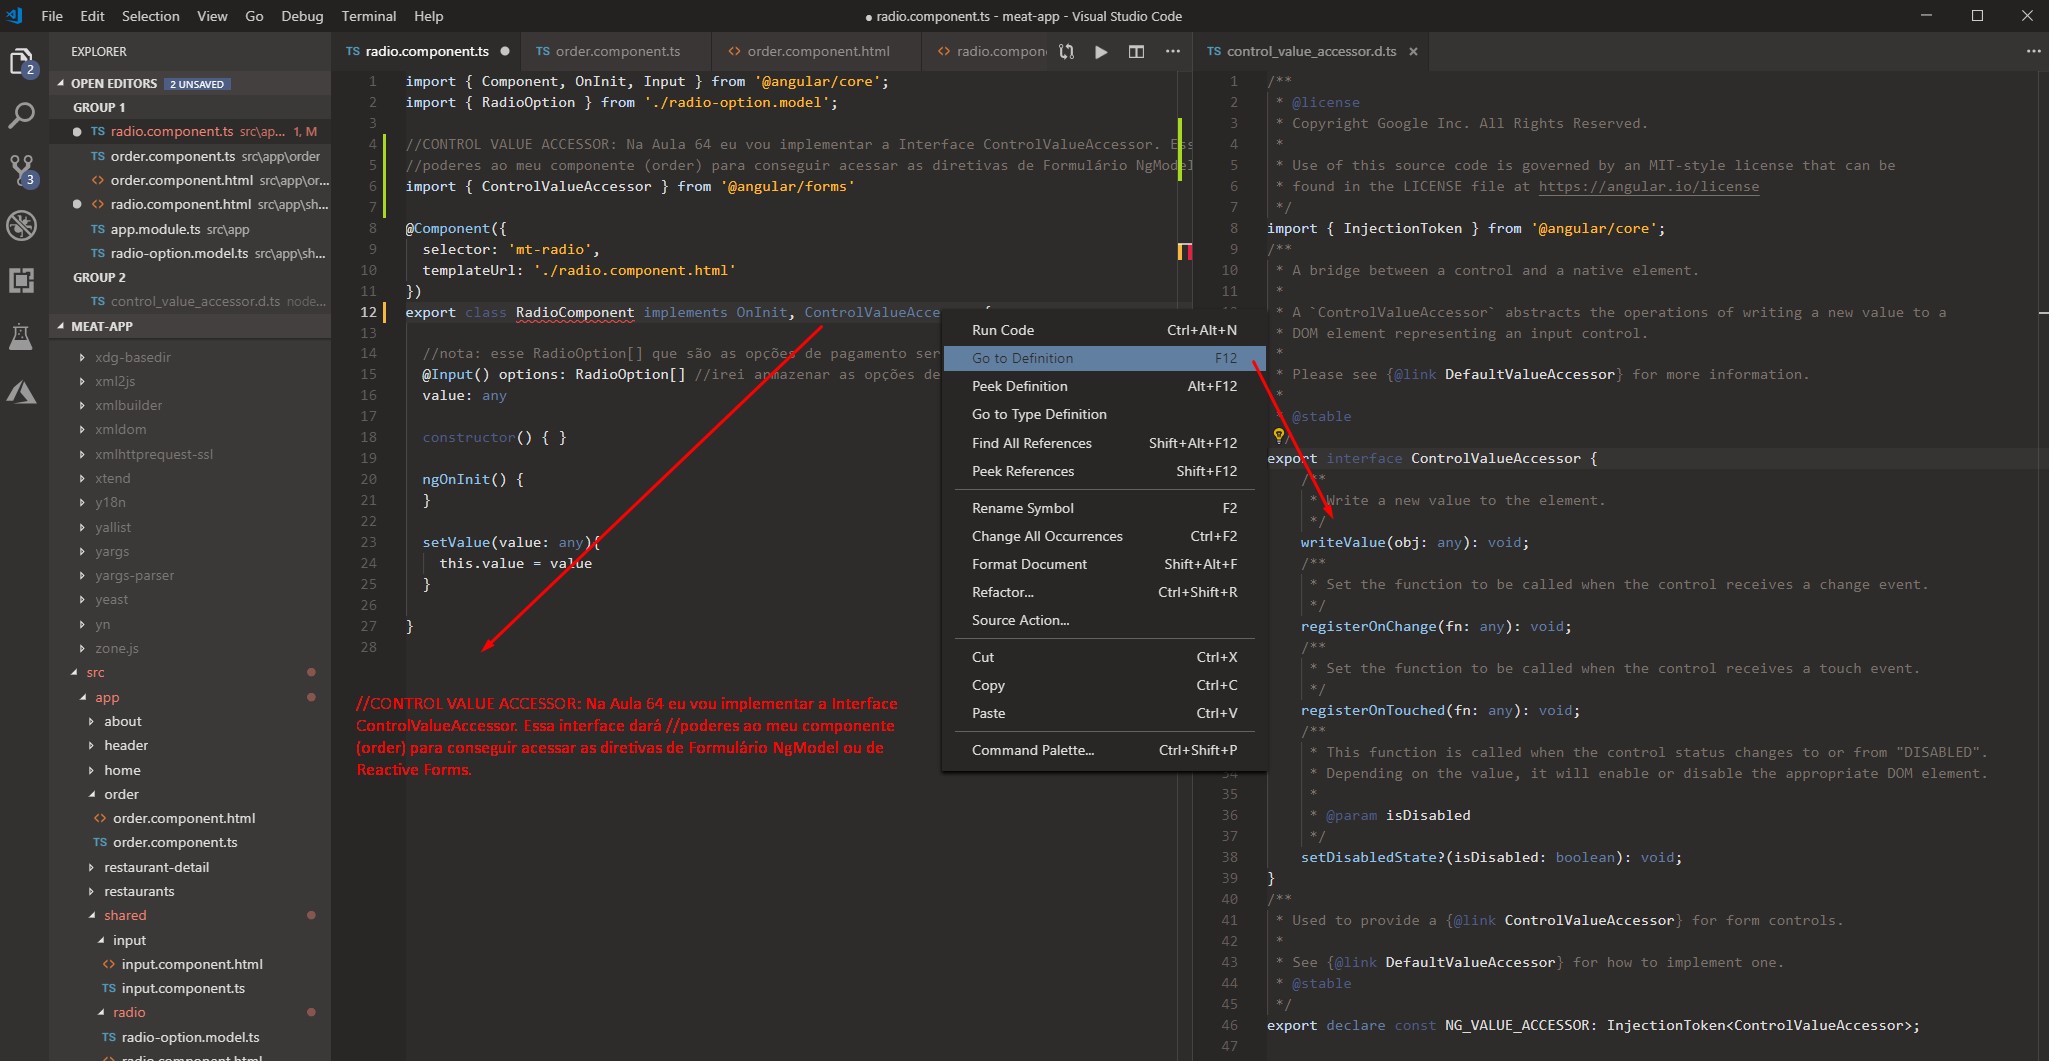 File Edit Selection View Go Debug Terminal Help
● radio.component.ts - meat-app - Visual Studio Code
EXPLORER
OPEN EDITORS 2 UNSAVED
GROUP 1
TS radio.component.ts src\ap... 1, M
TS order.component.ts src\app\order
<> order.component.html src\app\or...
<> radio.component.html src\app\sh...
TS app.module.ts src\app
TS radio-option.model.ts src\app\sh...
GROUP 2
TS control_value_accessor.d.ts node...
MEAT-APP
xdg-basedir
xml2js
xmlbuilder
xmldom
xmlhttprequest-ssl
xtend
y18n
yallist
yargs
yargs-parser
yeast
yn
zone.js
src
app
about
header
home
order
<> order.component.html
TS order.component.ts
restaurant-detail
restaurants
shared
input
<> input.component.html
TS input.component.ts
radio
TS radio-option.model.ts
<> radio.component.html
2
3
TS radio.component.ts ●
TS order.component.ts
<> order.component.html
<> radio.compon
1 import { Component, OnInit, Input } from '@angular/core';
2 import { RadioOption } from './radio-option.model';
3
4 //CONTROL VALUE ACCESSOR: Na Aula 64 eu vou implementar a Interface ControlValueAccessor. Ess
5 //poderes ao meu componente (order) para conseguir acessar as diretivas de Formulário NgModel
6 import { ControlValueAccessor } from '@angular/forms'
7
8 @Component({
9 selector: 'mt-radio',
10 templateUrl: './radio.component.html'
11 })
12 export class RadioComponent implements OnInit, ControlValueAcce {
13
14 //nota: esse RadioOption[] que são as opções de pagamento ser
15 @Input() options: RadioOption[] //irei armazenar as opções de
16 value: any
17
18 constructor() { }
19
20 ngOnInit() {
21 }
22
23 setValue(value: any){
24 this.value = value
25 }
26
27 }
28
//CONTROL VALUE ACCESSOR: Na Aula 64 eu vou implementar a Interface
ControlValueAccessor. Essa interface dará //poderes ao meu componente
(order) para conseguir acessar as diretivas de Formulário NgModel ou de
Reactive Forms.
Run Code Ctrl+Alt+N
Go to Definition F12
Peek Definition Alt+F12
Go to Type Definition
Find All References Shift+Alt+F12
Peek References Shift+F12
Rename Symbol F2
Change All Occurrences Ctrl+F2
Format Document Shift+Alt+F
Refactor... Ctrl+Shift+R
Source Action...
Cut Ctrl+X
Copy Ctrl+C
Paste Ctrl+V
Command Palette... Ctrl+Shift+P
TS control_value_accessor.d.ts ×
1 /**
2 * @license
3 * Copyright Google Inc. All Rights Reserved.
4 *
5 * Use of this source code is governed by an MIT-style license that can be
6 * found in the LICENSE file at https://angular.io/license
7 */
8 import { InjectionToken } from '@angular/core';
9 /**
10 * A bridge between a control and a native element.
11 *
* A `ControlValueAccessor` abstracts the operations of writing a new value to a
* DOM element representing an input control.
*
* Please see {@link DefaultValueAccessor} for more information.
*
* @stable
/
export interface ControlValueAccessor {
/**
* Write a new value to the element.
*/
writeValue(obj: any): void;
/**
* Set the function to be called when the control receives a change event.
*/
registerOnChange(fn: any): void;
/**
* Set the function to be called when the control receives a touch event.
*/
registerOnTouched(fn: any): void;
/**
* This function is called when the control status changes to or from "DISABLED".
34 * Depending on the value, it will enable or disable the appropriate DOM element.
35 *
36 * @param isDisabled
37 */
38 setDisabledState?(isDisabled: boolean): void;
39 }
40 /**
41 * Used to provide a {@link ControlValueAccessor} for form controls.
42 *
43 * See {@link DefaultValueAccessor} for how to implement one.
44 * @stable
45 */
46 export declare const NG_VALUE_ACCESSOR: InjectionToken<ControlValueAccessor>;
47